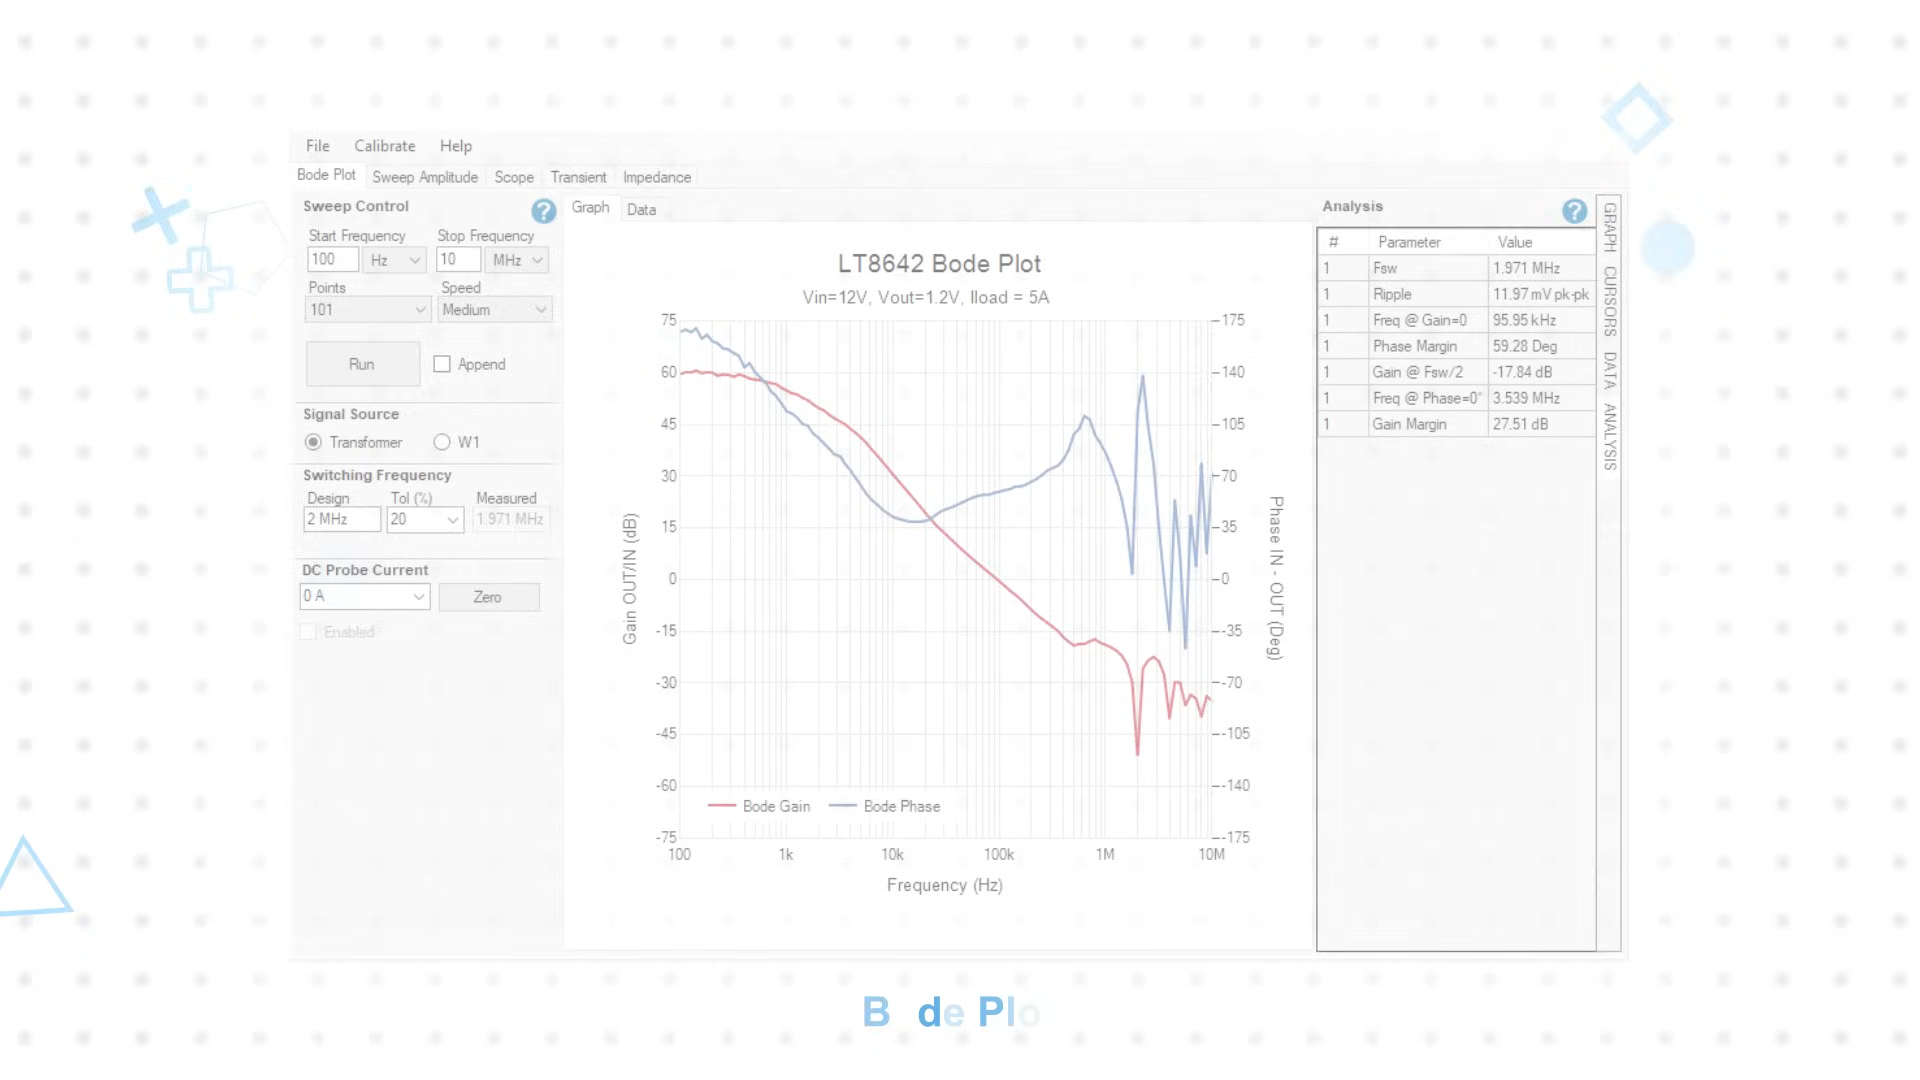 File Calibrate Help
Bode Plot Sweep Amplitude Scope Transient Impedance
Sweep Control
Start Frequency Stop Frequency
100 Hz 10 MHz
Points Speed
101 Medium
Run Append
Signal Source
Transformer W1
Switching Frequency
Design Tol (%) Measured
2 MHz 20 1.971 MHz
DC Probe Current
0 A Zero
Enabled
Graph Data
LT8642 Bode Plot
Vin=12V, Vout=1.2V, Iload = 5A
75
60
45
30
15
0
-15
-30
-45
-60
-75
Gain OUT/IN (dB)
175
140
105
70
35
0
-35
-70
-105
-140
-175
Phase IN - OUT (Deg)
Bode Gain Bode Phase
100 1k 10k 100k 1M 10M
Frequency (Hz)
Analysis
# Parameter Value
1 Fsw 1.971 MHz
1 Ripple 11.97 mV pk-pk
1 Freq @ Gain=0 95.95 kHz
1 Phase Margin 59.28 Deg
1 Gain @ Fsw/2 -17.84 dB
1 Freq @ Phase=0° 3.539 MHz
1 Gain Margin 27.51 dB
GRAPH CURSORS DATA ANALYSIS
B de Plo